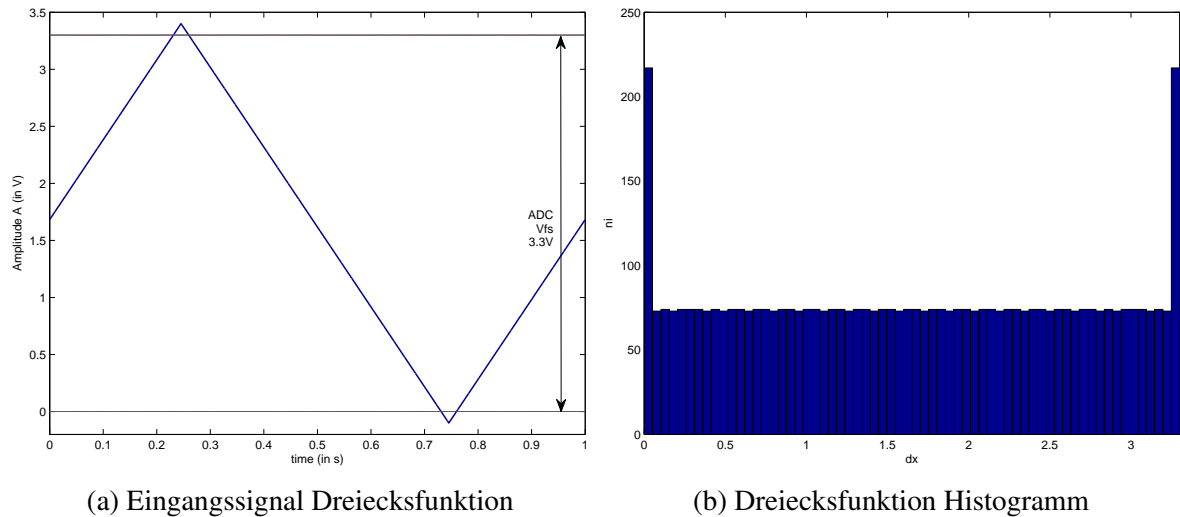 3.5
3
2.5
2
1.5
1
0.5
0
Amplitude A (in V)
ADC
Vfs
3.3V
0 0.1 0.2 0.3 0.4 0.5 0.6 0.7 0.8 0.9 1
time (in s)
(a) Eingangssignal Dreiecksfunktion
250
200
150
100
50
0
ni
0 0.5 1 1.5 2 2.5 3
dx
(b) Dreiecksfunktion Histogramm